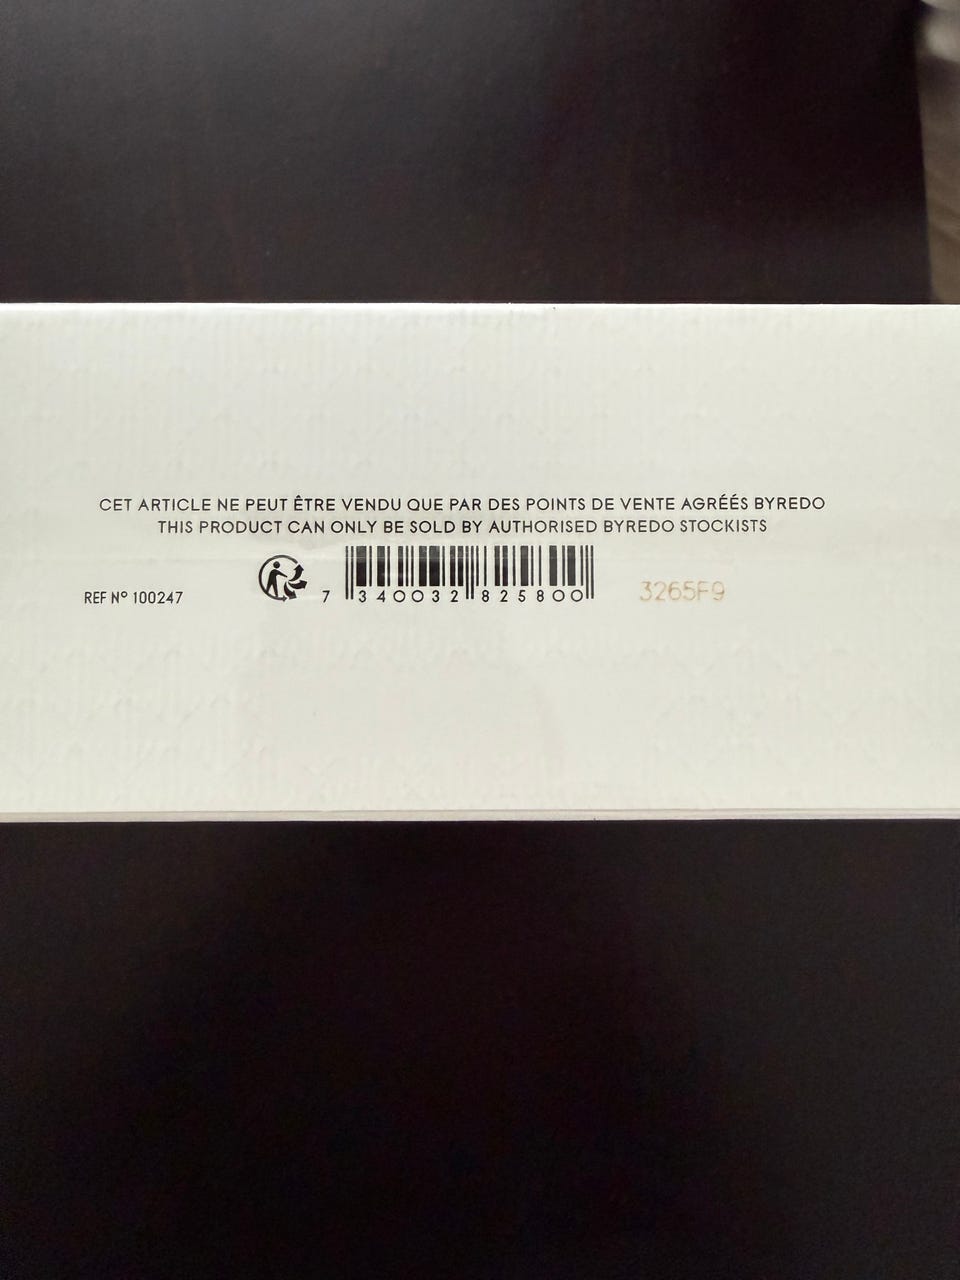 CET ARTICLE NE PEUT ÊTRE VENDU QUE PAR DES POINTS DE VENTE AGRÉÉS BYREDO
THIS PRODUCT CAN ONLY BE SOLD BY AUTHORISED BYREDO STOCKISTS
REF Nº 100247
7 340032 825800
3265F9